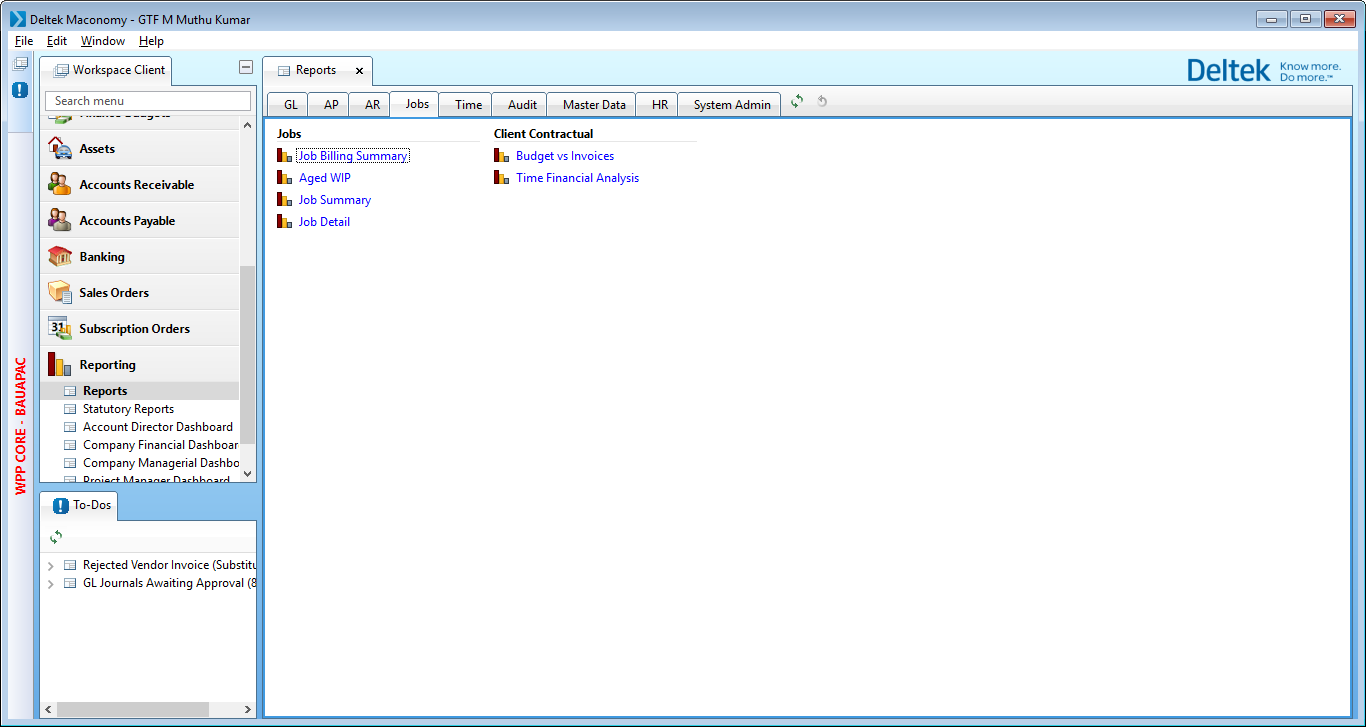 Deltek Maconomy - GTF M Muthu Kumar
File Edit Window Help
Workspace Client
Reports
Deltek Know more. Do more.™
Search menu
GL AP AR Jobs Time Audit Master Data HR System Admin
Finance Budgets
Assets
Accounts Receivable
Accounts Payable
Banking
Sales Orders
31
Subscription Orders
Reporting
Reports
Statutory Reports
Account Director Dashboard
Company Financial Dashboar
Company Managerial Dashbo
Project Manager Dashboard
Jobs
Job Billing Summary
Aged WIP
Job Summary
Job Detail
Client Contractual
Budget vs Invoices
Time Financial Analysis
WPP CORE - BAUAPAC
To-Dos
Rejected Vendor Invoice (Substitu
GL Journals Awaiting Approval (8